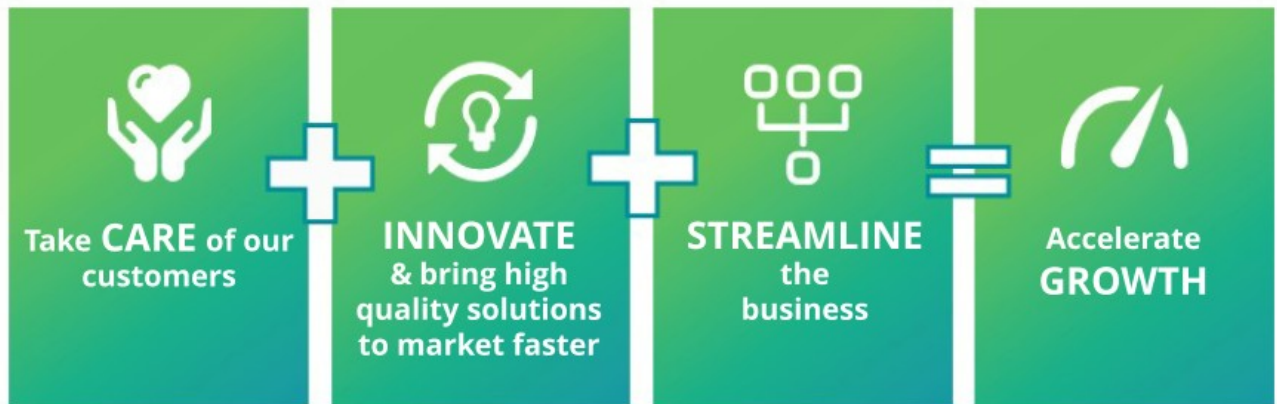 Take CARE of our
customers
INNOVATE
& bring high
quality solutions
to market faster
STREAMLINE
the
business
Accelerate
GROWTH